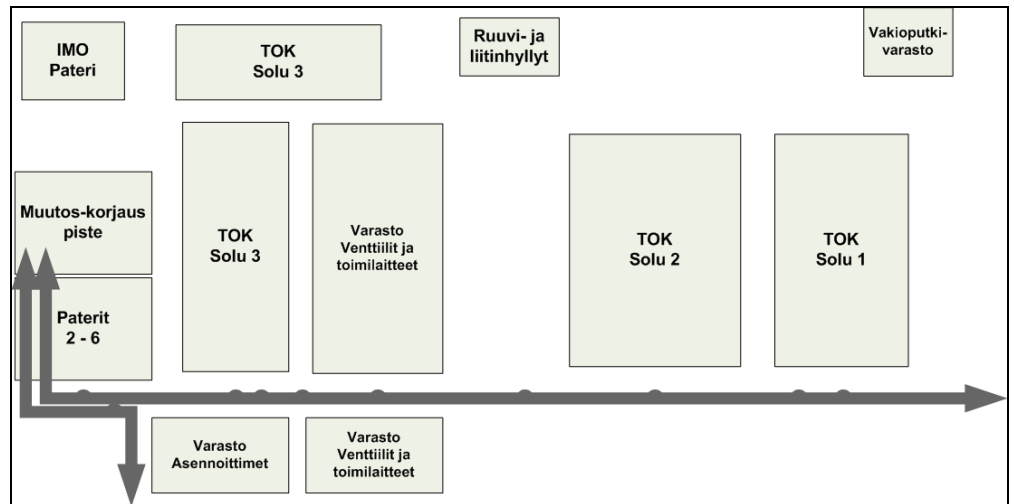 IMO
Pateri
TOK
Solu 3
Ruuvi- ja
liitinhyllyt
Vakioputki-
varasto
Muutos-korjaus
piste
TOK
Solu 3
Varasto
Venttiilit ja
toimilaitteet
TOK
Solu 2
TOK
Solu 1
Paterit
2 - 6
Varasto
Asennoittimet
Varasto
Venttiilit ja
toimilaitteet